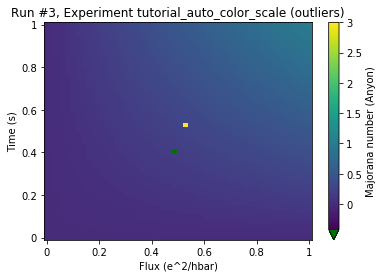 Run #3, Experiment tutorial_auto_color_scale (outliers)
Time (s)
1
0.8
0.6
0.4
0.2
0
0 0.2 0.4 0.6 0.8 1
Flux (e^2/hbar)
3
2.5
2
1.5
1
0.5
0
Majorana number (Anyon)